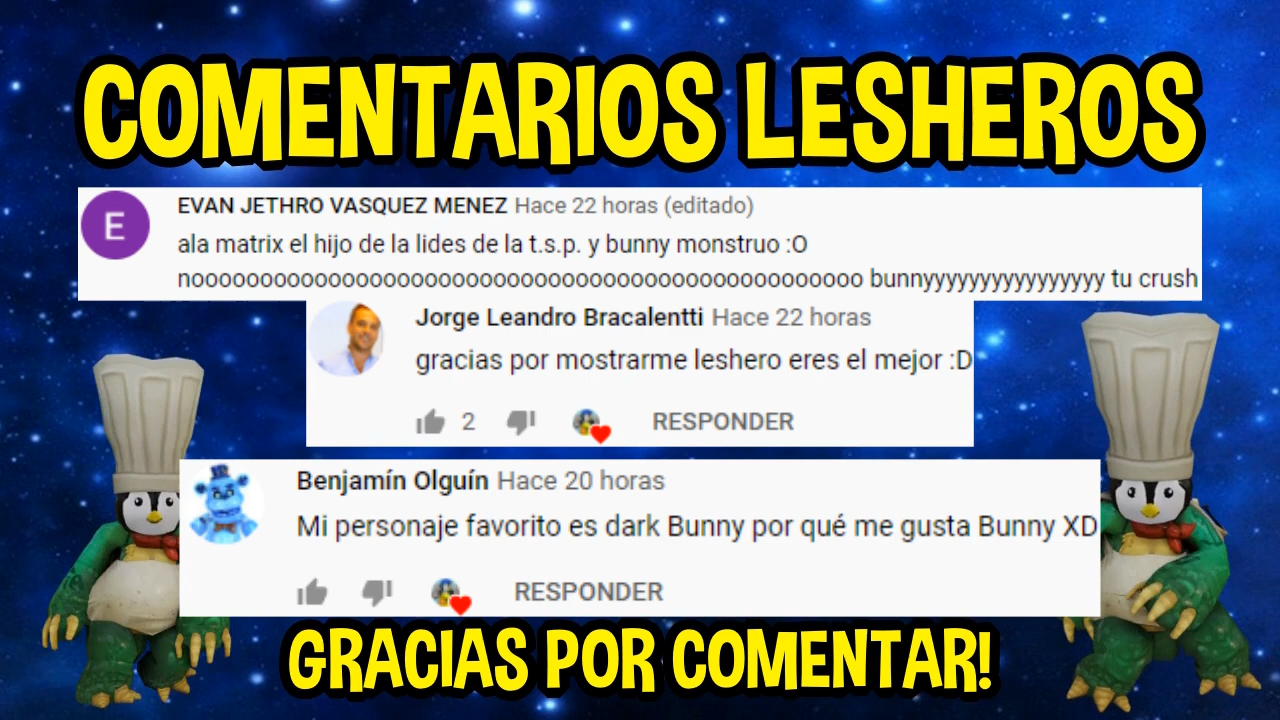 COMENTARIOS LESHEROS
E
EVAN JETHRO VASQUEZ MENEZ Hace 22 horas (editado)
ala matrix el hijo de la lides de la t.s.p. y bunny monstruo :O
nooooooooooooooooooooooooooooooooooooooooooooooooo bunnyyyyyyyyyyyyyyyy tu crush
Jorge Leandro Bracalentti Hace 22 horas
gracias por mostrarme leshero eres el mejor :D
2 RESPONDER
Benjamín Olguín Hace 20 horas
Mi personaje favorito es dark Bunny por qué me gusta Bunny XD
RESPONDER
GRACIAS POR COMENTAR!